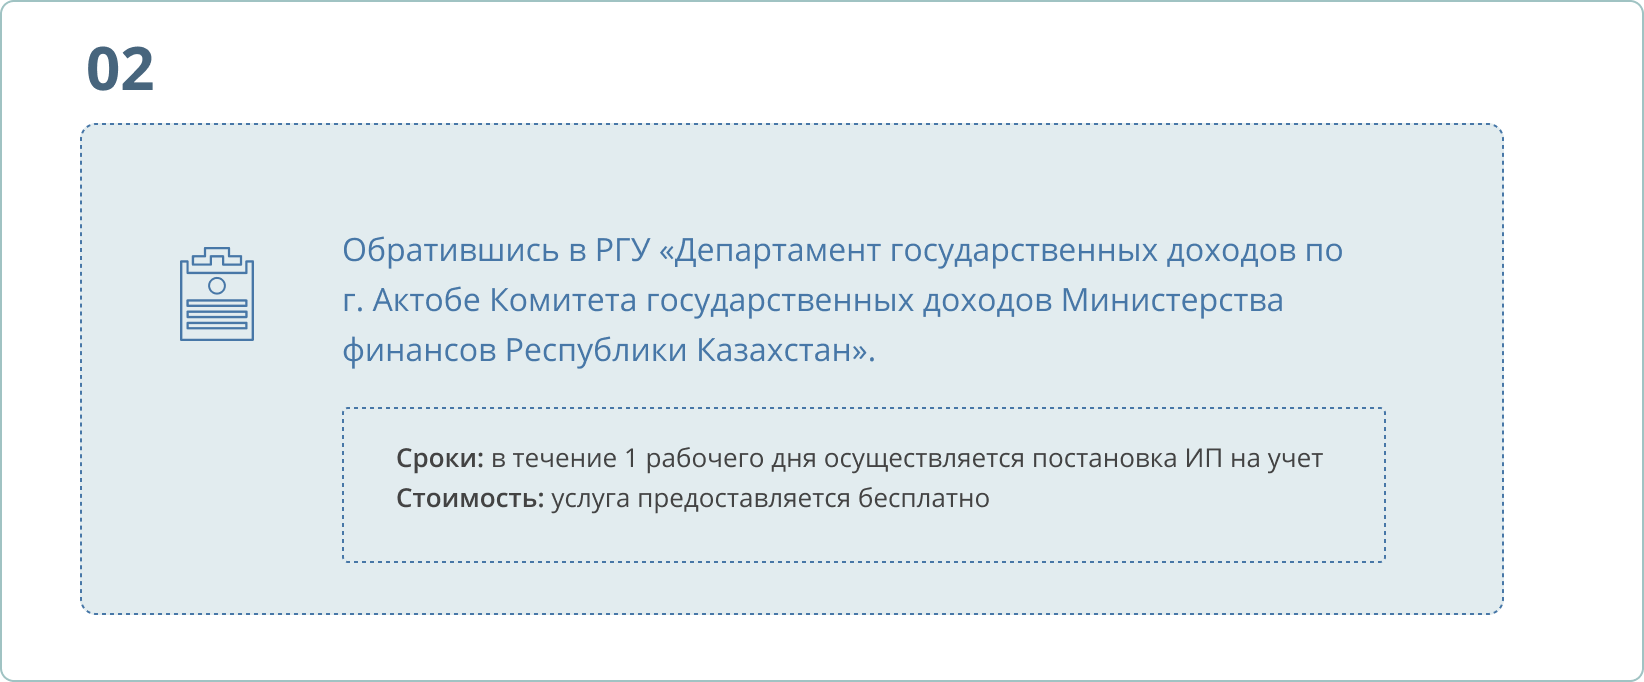 02
Обратившись в РГУ «Департамент государственных доходов по
г. Актобе Комитета государственных доходов Министерства
финансов Республики Казахстан».
Сроки: в течение 1 рабочего дня осуществляется постановка ИП на учет
Стоимость: услуга предоставляется бесплатно